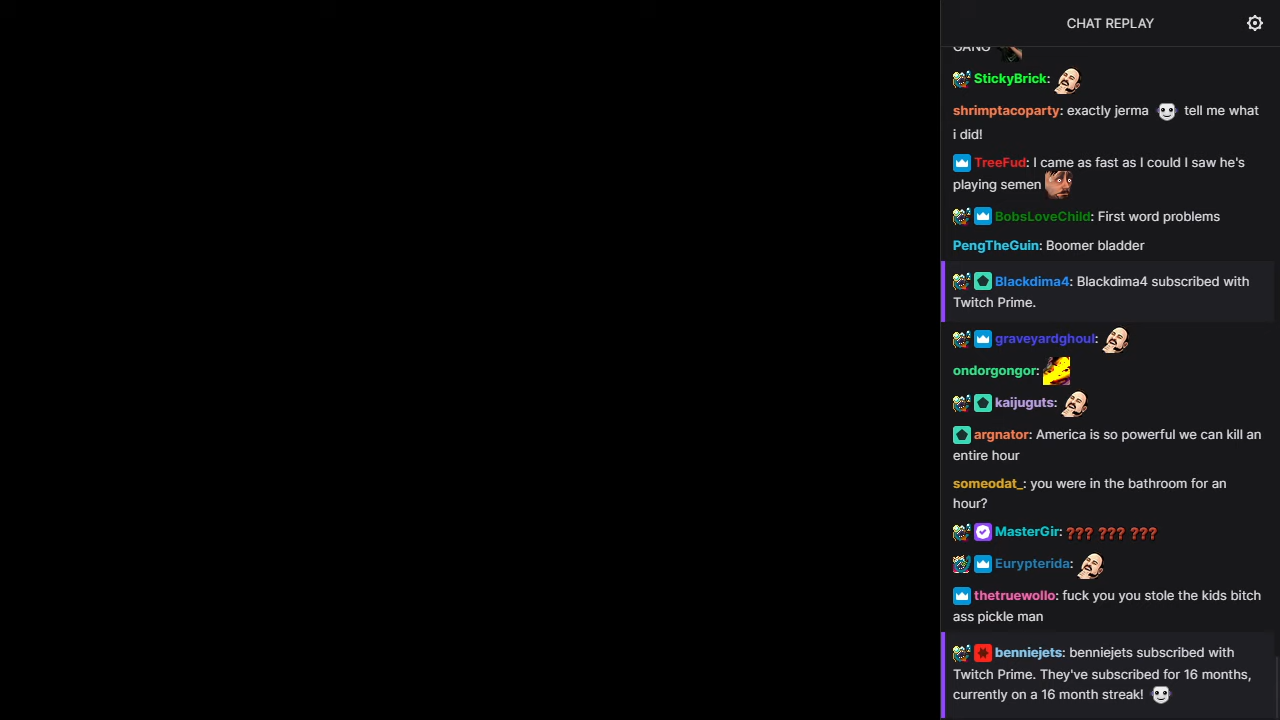 CHAT REPLAY
GANG
StickyBrick:
shrimptacoparty: exactly jerma tell me what
i did!
TreeFud: I came as fast as I could I saw he's
playing semen
BobsLoveChild: First word problems
PengTheGuin: Boomer bladder
Blackdima4: Blackdima4 subscribed with
Twitch Prime.
graveyardghoul:
ondorgongor:
kaijuguts:
argnator: America is so powerful we can kill an
entire hour
someodat_: you were in the bathroom for an
hour?
MasterGir: ??? ??? ???
Eurypterida:
thetruewollo: fuck you you stole the kids bitch
ass pickle man
benniejets: benniejets subscribed with
Twitch Prime. They've subscribed for 16 months,
currently on a 16 month streak!